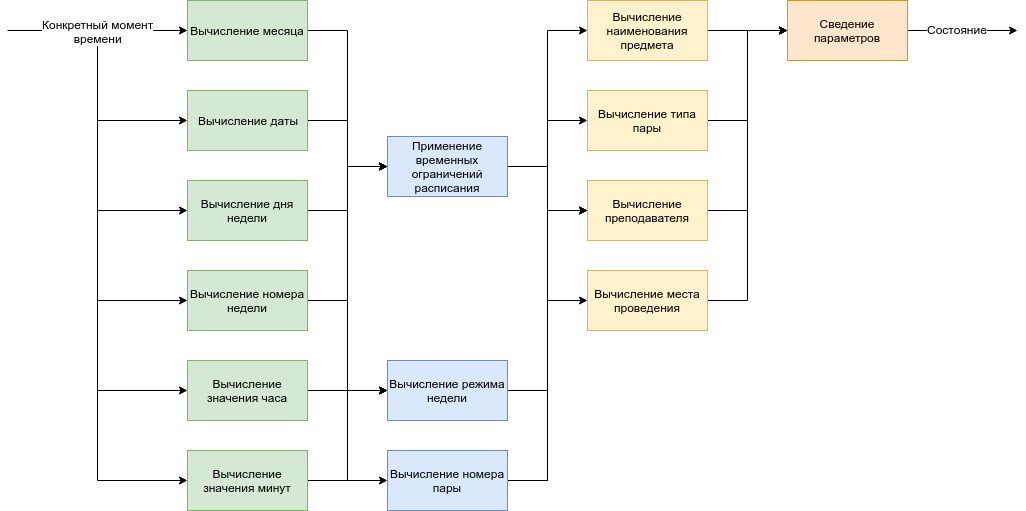 Конкретный момент
времени
Вычисление месяца
Вычисление даты
Вычисление дня
недели
Вычисление номера
недели
Вычисление
значения часа
Вычисление
значения минут
Применение
временных
ограничений
расписания
Вычисление режима
недели
Вычисление номера
пары
Вычисление
наименования
предмета
Вычисление типа
пары
Вычисление
преподавателя
Вычисление места
проведения
Сведение
параметров
Состояние